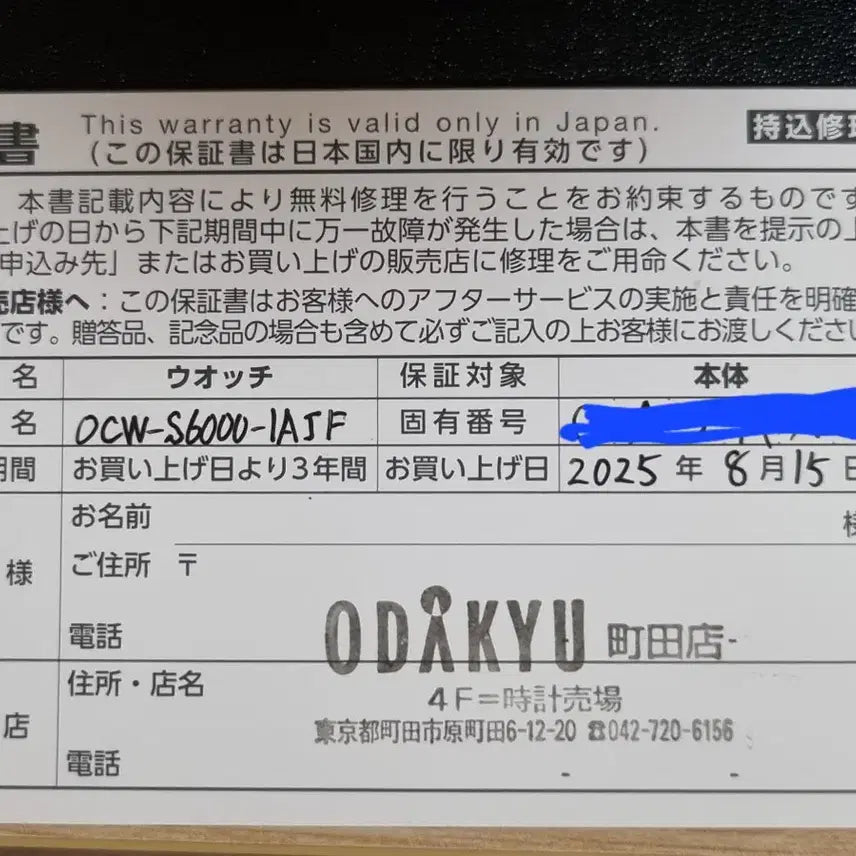 書 This warranty is valid only in Japan. 持込修理
(この保証書は日本国内に限り有効です)
本書記載内容により無料修理を行うことをお約束するものです
上げの日から下記期間中に万一故障が発生した場合は、本書を提示の上
申込み先」またはお買い上げの販売店に修理をご用命ください。
売店様へ：この保証書はお客様へのアフターサービスの実施と責任を明確
です。贈答品、記念品の場合も含めて必ずご記入の上お客様にお渡しください
名 ウオッチ 保証対象 本体
名 OCW-S6000-1AJF 固有番号
期間 お買い上げ日より3年間 お買い上げ日 2025年8月15日
お名前 様
様 ご住所 〒
電話
ODAKYU 町田店
住所・店名
4F=時計売場
店 東京都町田市原町田6-12-20 ☎042-720-6156
電話